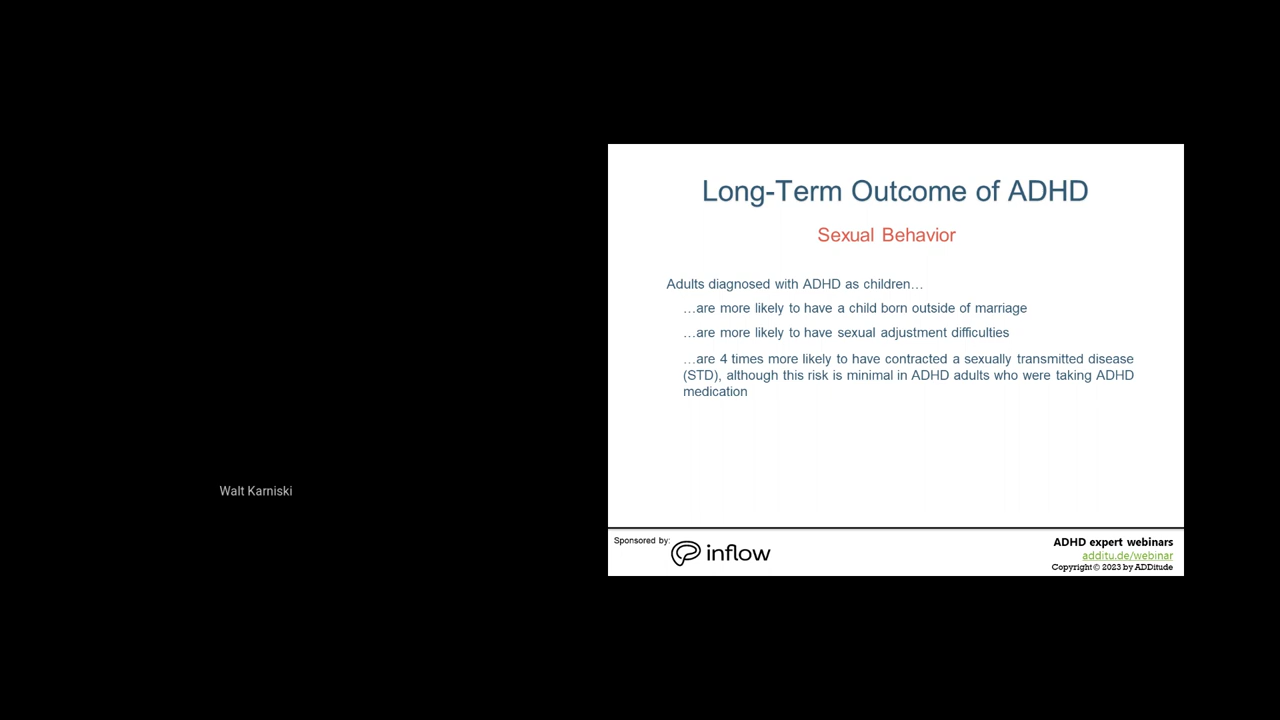 Long-Term Outcome of ADHD
Sexual Behavior
Adults diagnosed with ADHD as children…
…are more likely to have a child born outside of marriage
…are more likely to have sexual adjustment difficulties
…are 4 times more likely to have contracted a sexually transmitted disease
(STD), although this risk is minimal in ADHD adults who were taking ADHD
medication
Walt Karniski
Sponsored by:
inflow
ADHD expert webinars
additu.de/webinar
Copyright © 2023 by ADDitude